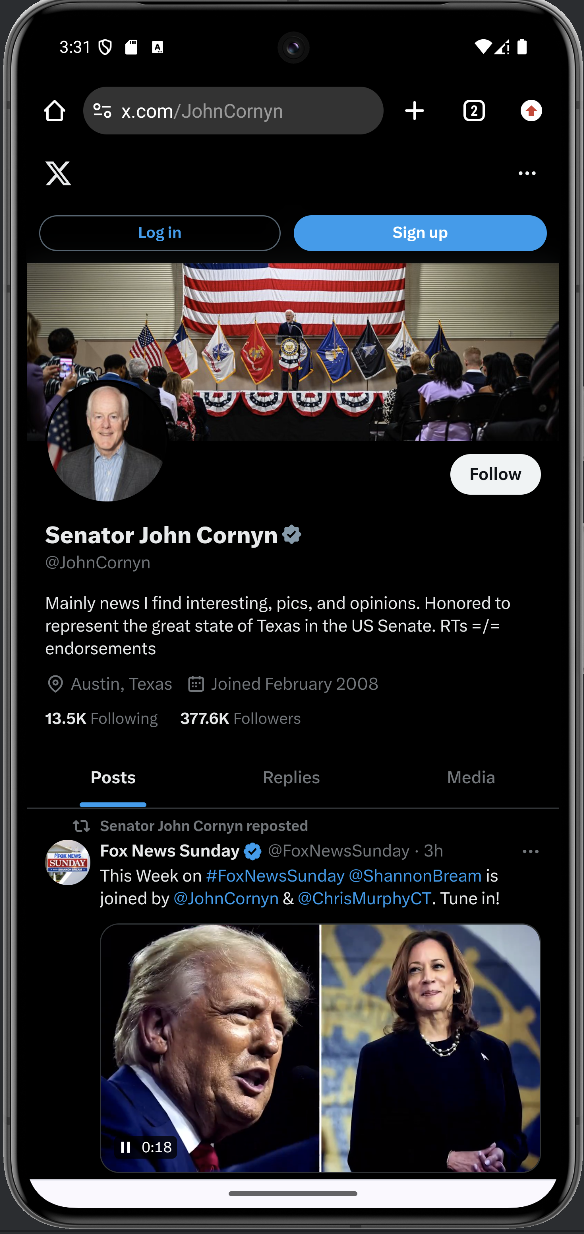 3:31
x.com/JohnCornyn
2
Log in
Sign up
Follow
Senator John Cornyn
@JohnCornyn
Mainly news I find interesting, pics, and opinions. Honored to
represent the great state of Texas in the US Senate. RTs =/=
endorsements
Austin, Texas Joined February 2008
13.5K Following 377.6K Followers
Posts Replies Media
Senator John Cornyn reposted
Fox News Sunday @FoxNewsSunday · 3h
FOX NEWS
SUNDAY
This Week on #FoxNewsSunday @ShannonBream is
joined by @JohnCornyn & @ChrisMurphyCT. Tune in!
0:18